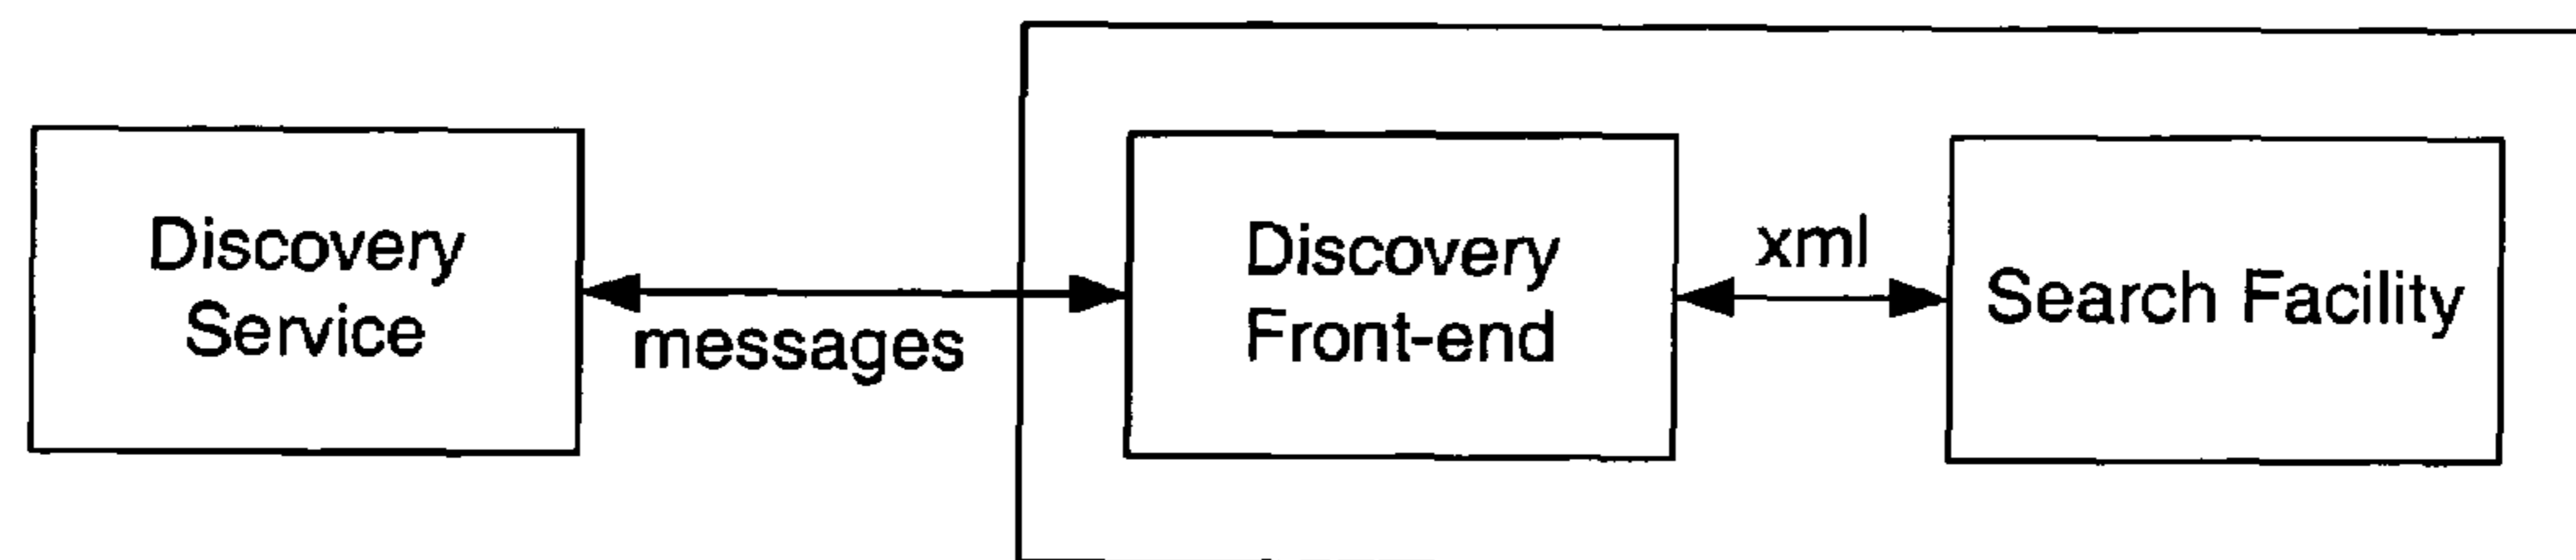 Discovery
Service
messages
Discovery
Front-end
xml
Search Facility